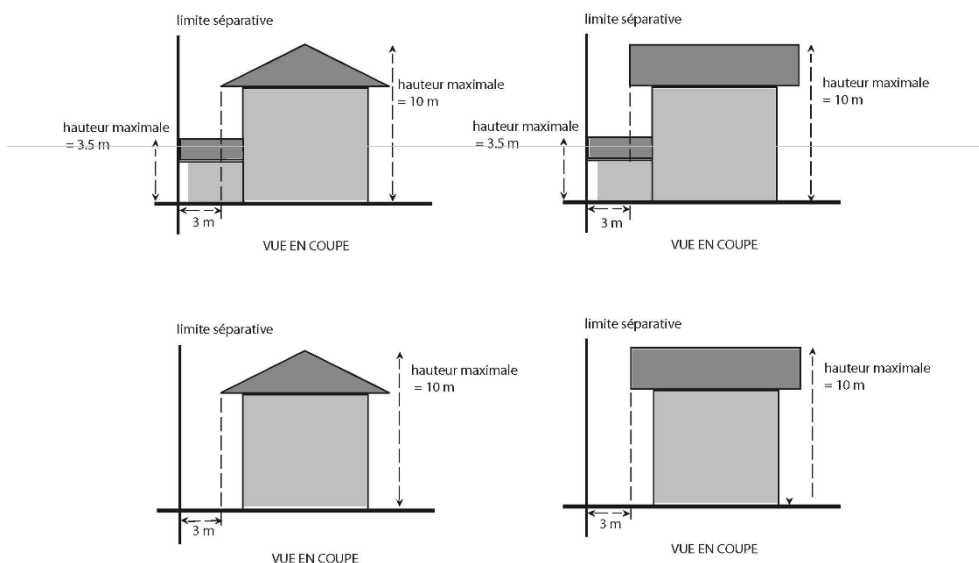 limite séparative
hauteur maximale
= 10 m
hauteur maximale
= 3.5 m
3 m
VUE EN COUPE
limite séparative
hauteur maximale
= 10 m
hauteur maximale
= 3.5 m
3 m
VUE EN COUPE
limite séparative
hauteur maximale
= 10 m
3 m
VUE EN COUPE
limite séparative
hauteur maximale
= 10 m
3 m
VUE EN COUPE